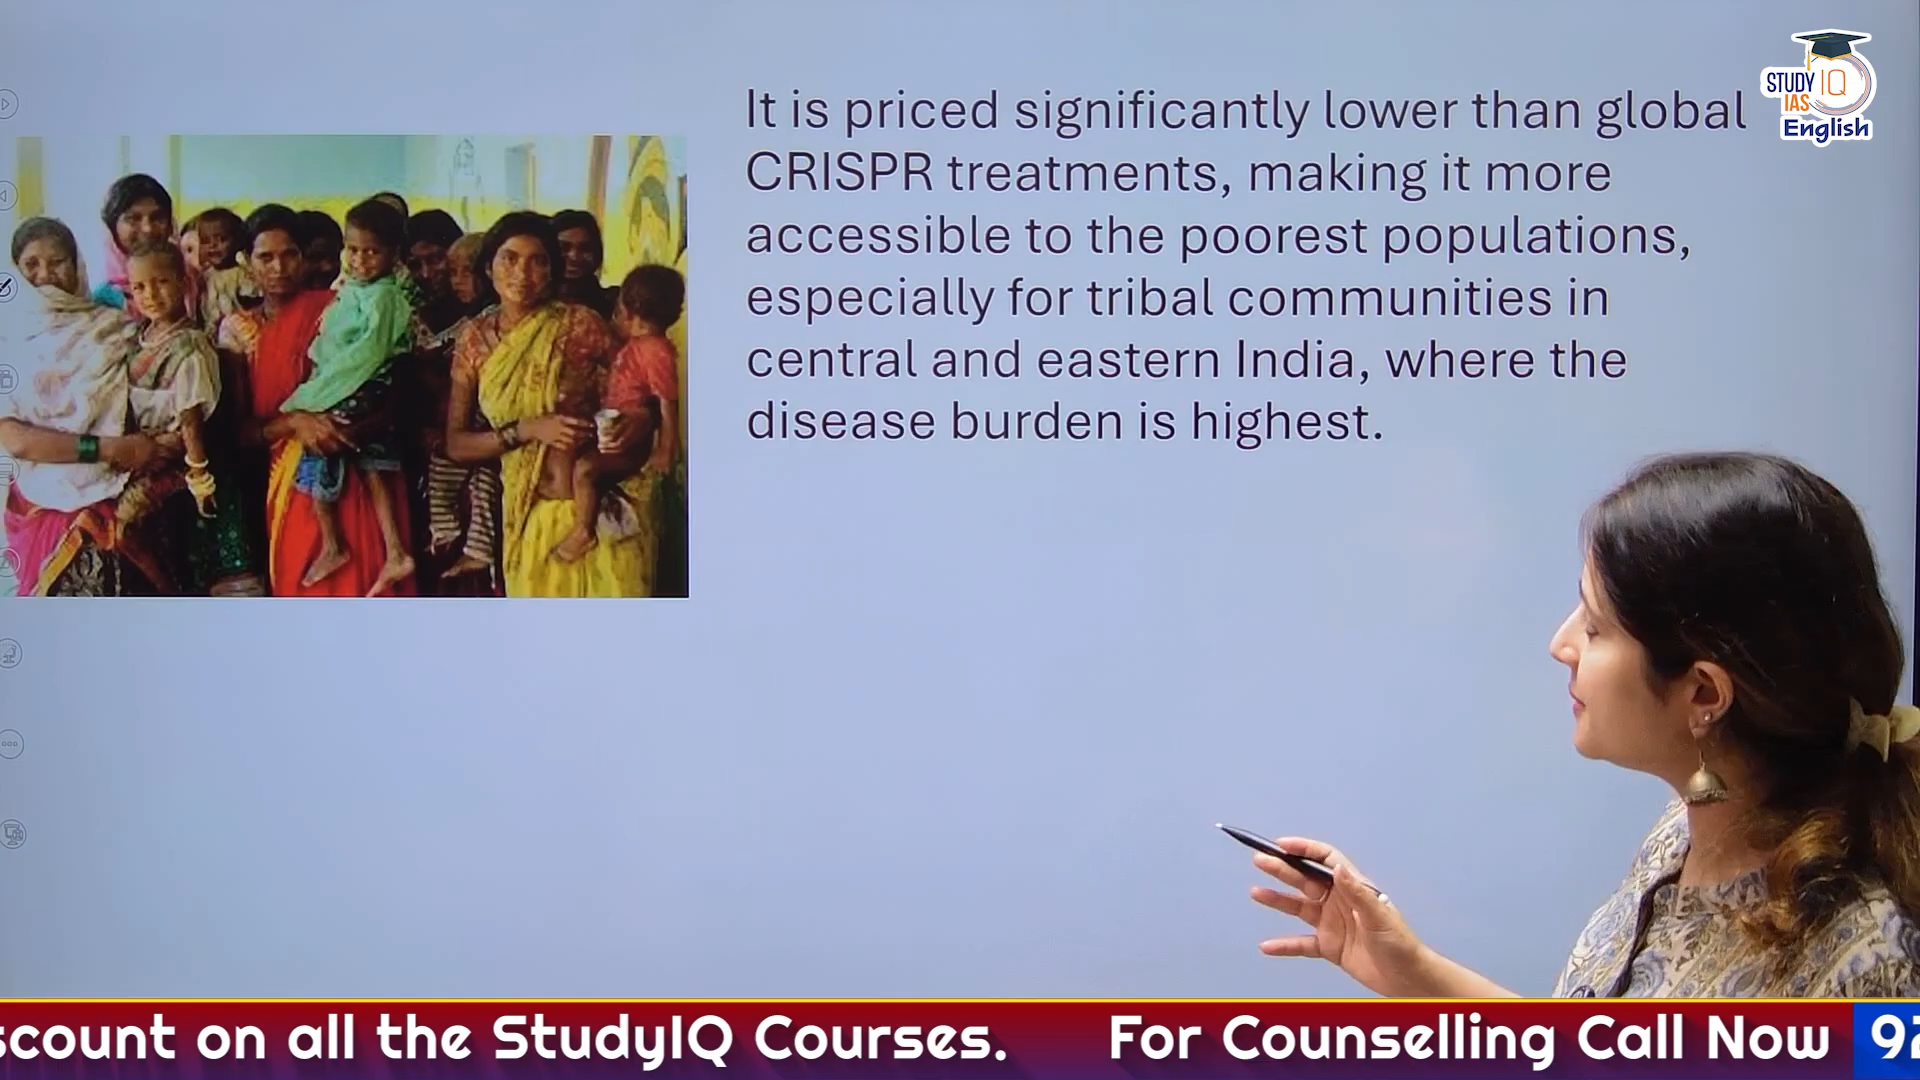 STUDY IQ
IAS
English
It is priced significantly lower than global
CRISPR treatments, making it more
accessible to the poorest populations,
especially for tribal communities in
central and eastern India, where the
disease burden is highest.
scount on all the StudyIQ Courses. For Counselling Call Now 92